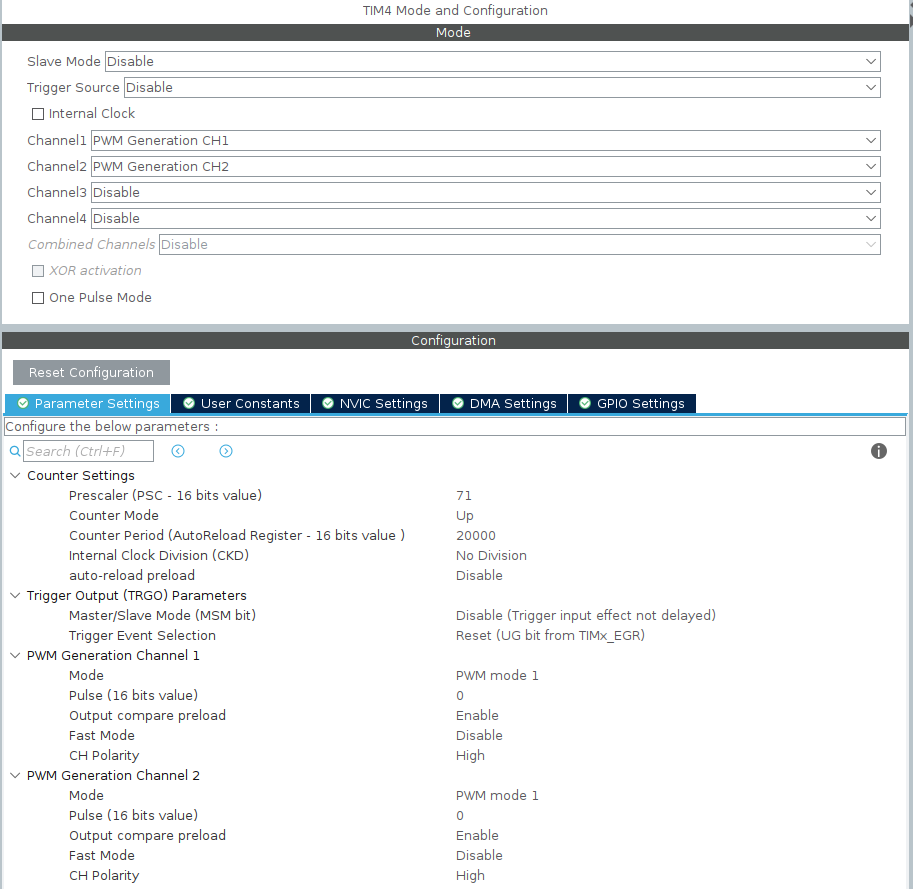 TIM4 Mode and Configuration
Mode
Slave Mode Disable
Trigger Source Disable
Internal Clock
Channel1 PWM Generation CH1
Channel2 PWM Generation CH2
Channel3 Disable
Channel4 Disable
Combined Channels Disable
XOR activation
One Pulse Mode
Configuration
Reset Configuration
Parameter Settings User Constants NVIC Settings DMA Settings GPIO Settings
Configure the below parameters :
Search (Ctrl+F)
Counter Settings
Prescaler (PSC - 16 bits value) 71
Counter Mode Up
Counter Period (AutoReload Register - 16 bits value ) 20000
Internal Clock Division (CKD) No Division
auto-reload preload Disable
Trigger Output (TRGO) Parameters
Master/Slave Mode (MSM bit) Disable (Trigger input effect not delayed)
Trigger Event Selection Reset (UG bit from TIMx_EGR)
PWM Generation Channel 1
Mode PWM mode 1
Pulse (16 bits value) 0
Output compare preload Enable
Fast Mode Disable
CH Polarity High
PWM Generation Channel 2
Mode PWM mode 1
Pulse (16 bits value) 0
Output compare preload Enable
Fast Mode Disable
CH Polarity High